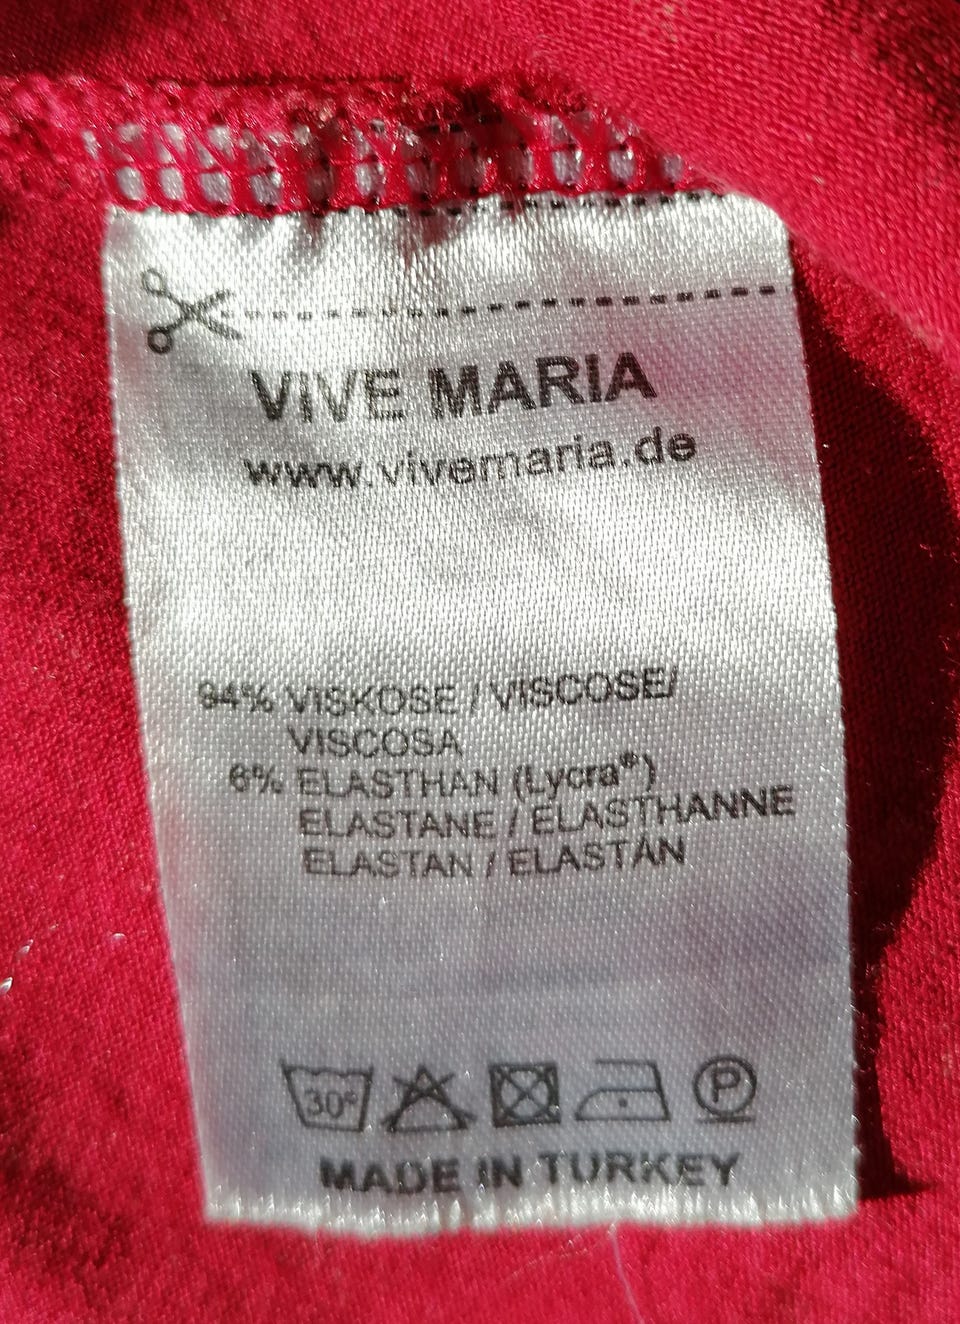 VIVE MARIA
www.vivemaria.de
94% VISKOSE / VISCOSE/
VISCOSA
6% ELASTHAN (Lycra®)
ELASTANE / ELASTHANNE
ELASTAN / ELASTÁN
30°
P
MADE IN TURKEY